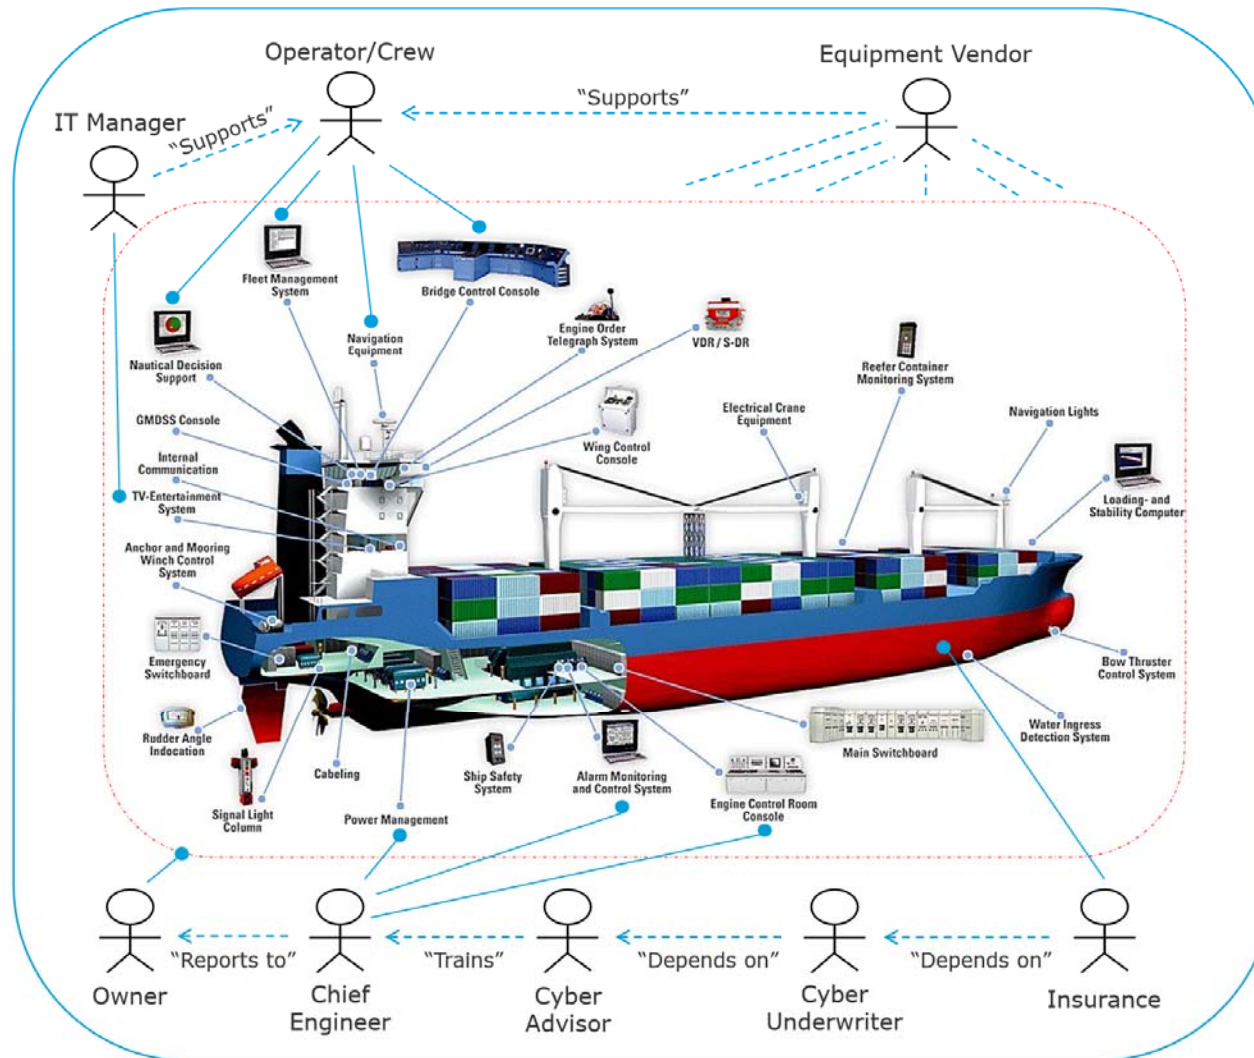 Operator/Crew
Equipment Vendor
IT Manager
“Supports”
“Supports”
Fleet Management
System
Bridge Control Console
Nautical Decision
Support
Navigation
Equipment
Engine Order
Telegraph System
VDR / S-DR
Reefer Container
Monitoring System
GMDSS Console
Internal
Communication
TV-Entertainment
System
Wing Control
Console
Electrical Crane
Equipment
Navigation Lights
Loading- and
Stability Computer
Anchor and Mooring
Winch Control
System
Emergency
Switchboard
Rudder Angle
Indocation
Signal Light
Column
Cabeling
Power Management
Ship Safety
System
Alarm Monitoring
and Control System
Engine Control Room
Console
Main Switchboard
Water Ingress
Detection System
Bow Thruster
Control System
“Reports to”
“Trains”
“Depends on”
“Depends on”
Owner
Chief
Engineer
Cyber
Advisor
Cyber
Underwriter
Insurance